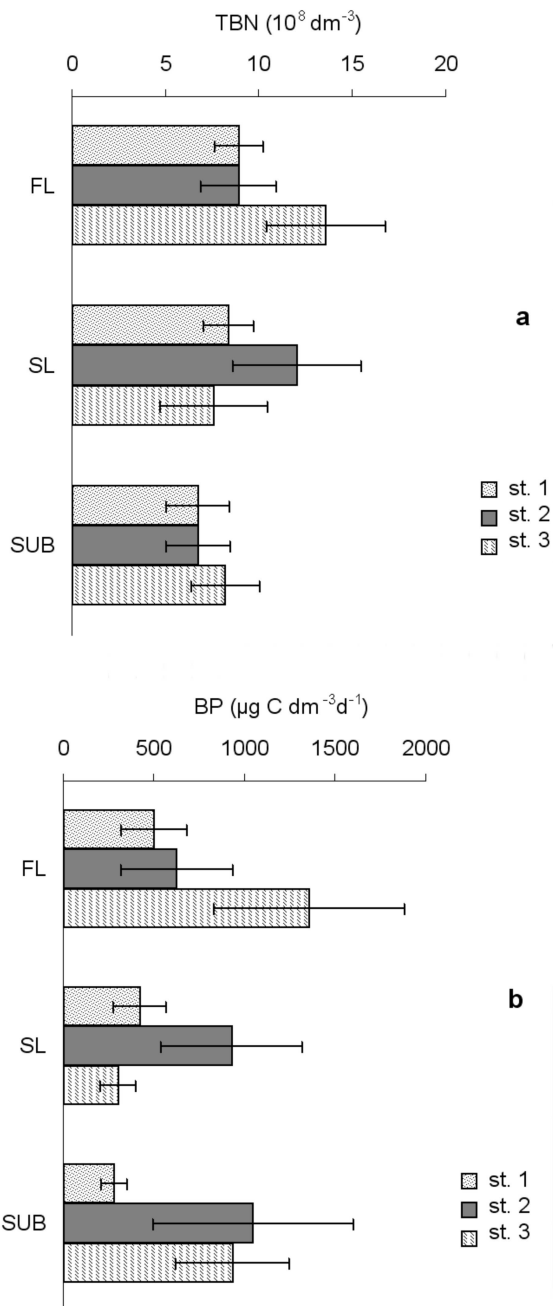 TBN (10⁸ dm⁻³)
0 5 10 15 20
FL
SL
SUB
a
st. 1
st. 2
st. 3
BP (µg C dm⁻³d⁻¹)
0 500 1000 1500 2000
FL
SL
SUB
b
st. 1
st. 2
st. 3